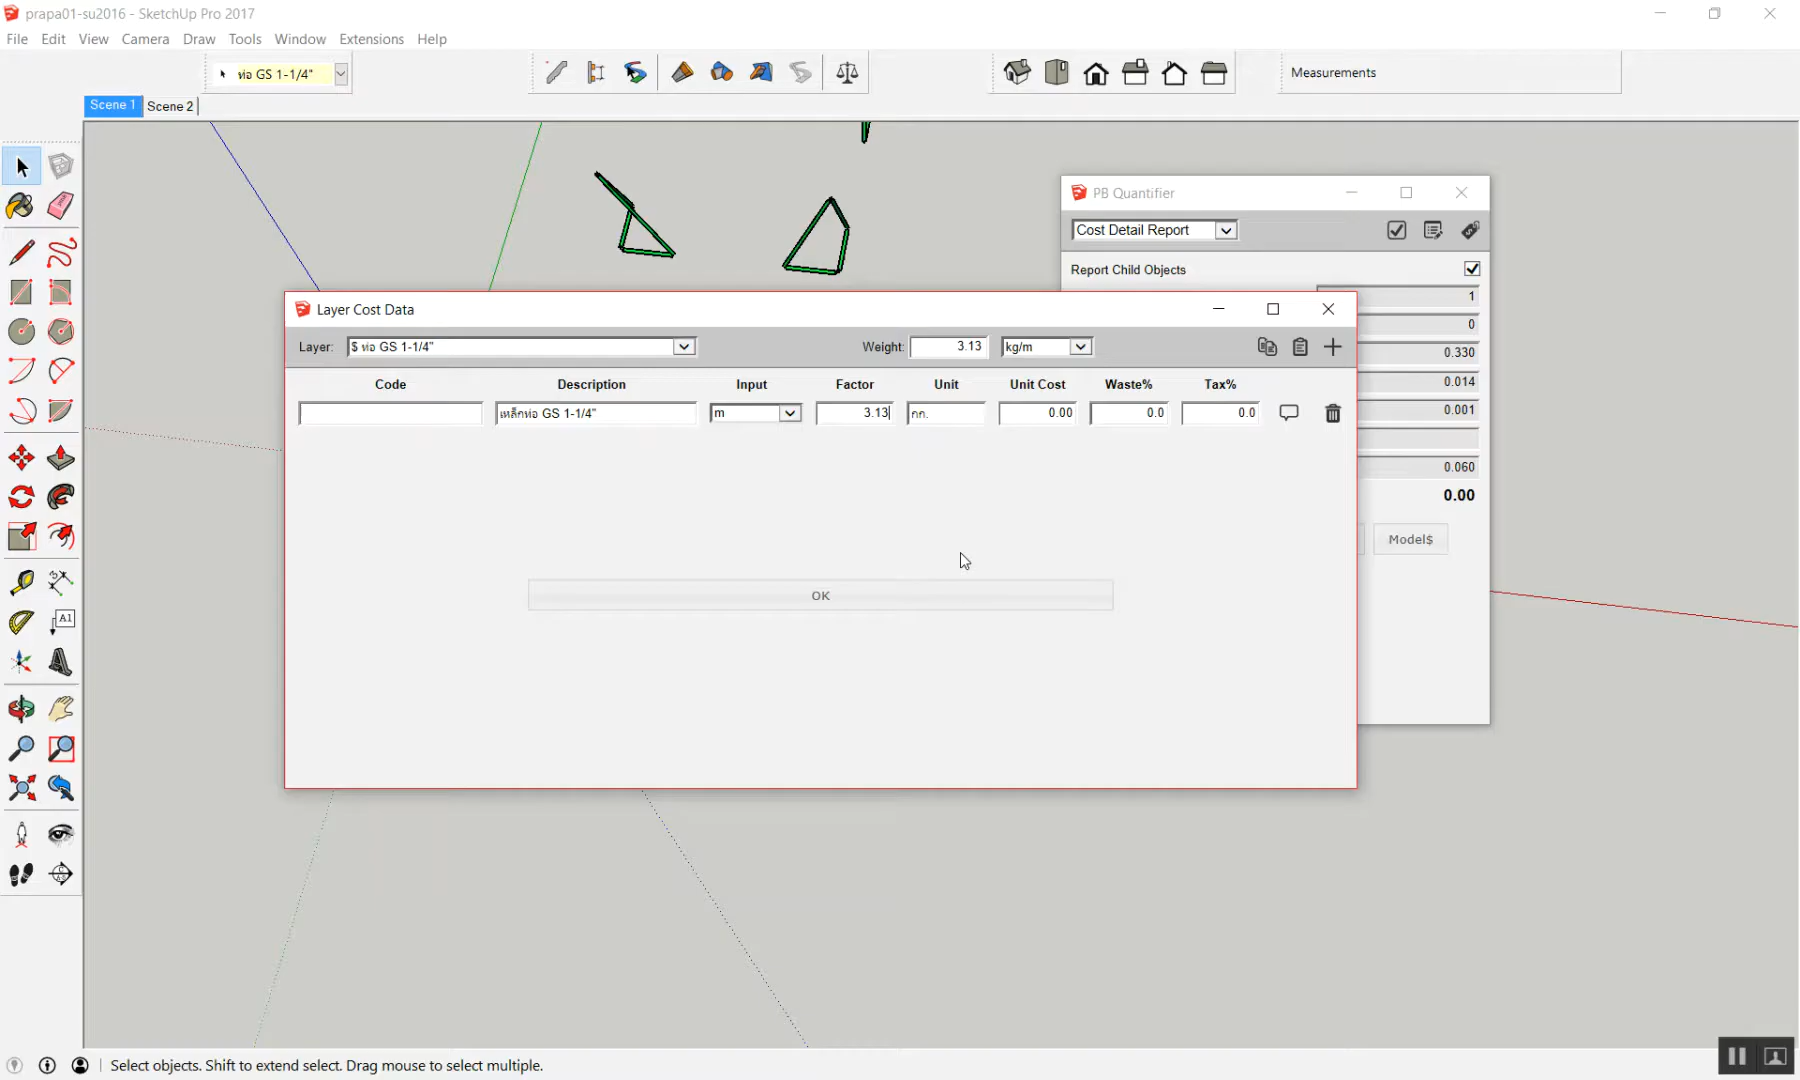 prapa01-su2016 - SketchUp Pro 2017
File Edit View Camera Draw Tools Window Extensions Help
ท่อ GS 1-1/4"
Measurements
Scene 1 Scene 2
PB Quantifier
Cost Detail Report
Report Child Objects
1
0
0.330
0.014
0.001
0.060
0.00
Model$
Layer Cost Data
Layer: $ ท่อ GS 1-1/4" Weight: 3.13 kg/m
Code Description Input Factor Unit Unit Cost Waste% Tax%
เหล็กท่อ GS 1-1/4" m 3.13 กก. 0.00 0.0 0.0
OK
A1
Select objects. Shift to extend select. Drag mouse to select multiple.